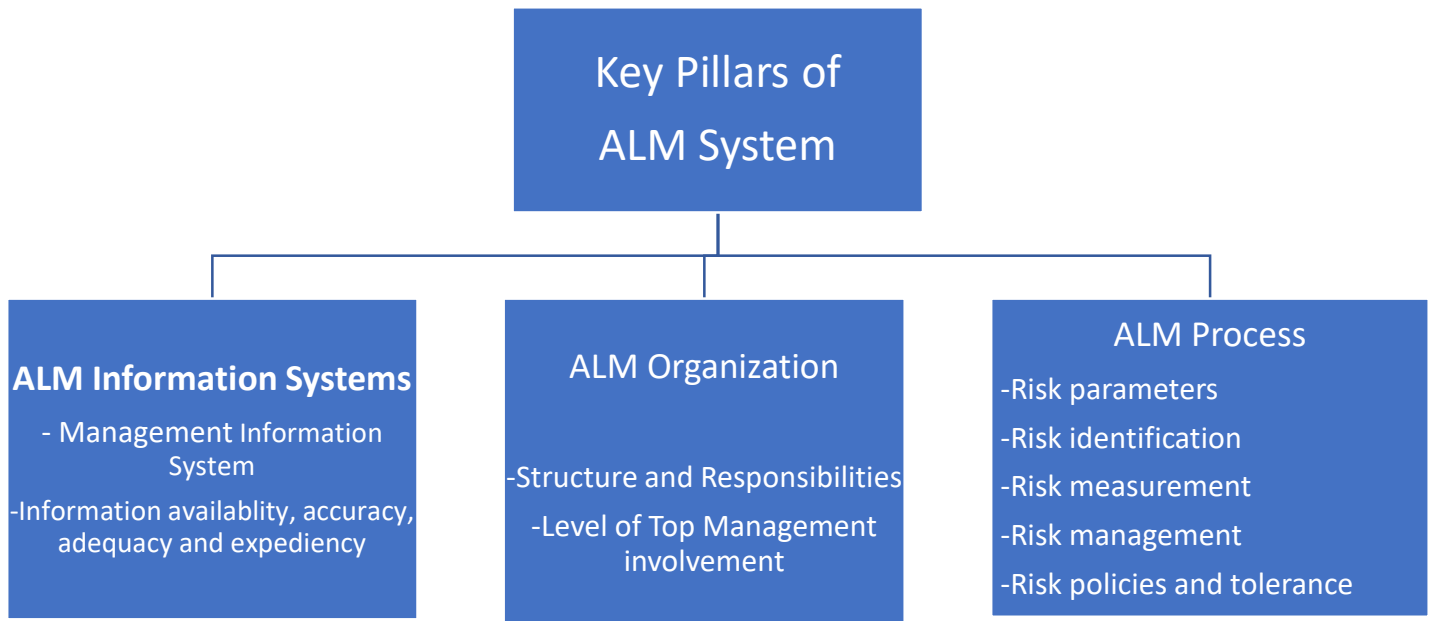 Key Pillars of
ALM System
ALM Information Systems
- Management Information
System
-Information availablity, accuracy,
adequacy and expediency
ALM Organization
-Structure and Responsibilities
-Level of Top Management
involvement
ALM Process
-Risk parameters
-Risk identification
-Risk measurement
-Risk management
-Risk policies and tolerance